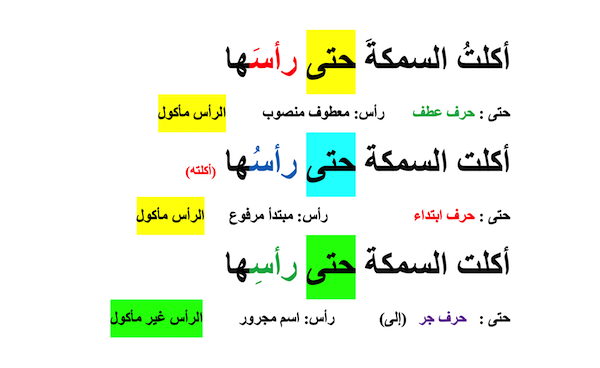 أكلتُ السمكةَ حتى رأسَها
حتى : حرف عطف رأس: معطوف منصوب الرأس مأكول
أكلت السمكة حتى رأسُها (أكلته)
حتى : حرف ابتداء رأس: مبتدأ مرفوع الرأس مأكول
أكلت السمكة حتى رأسِها
حتى : حرف جر (إلى) رأس: اسم مجرور الرأس غير مأكول